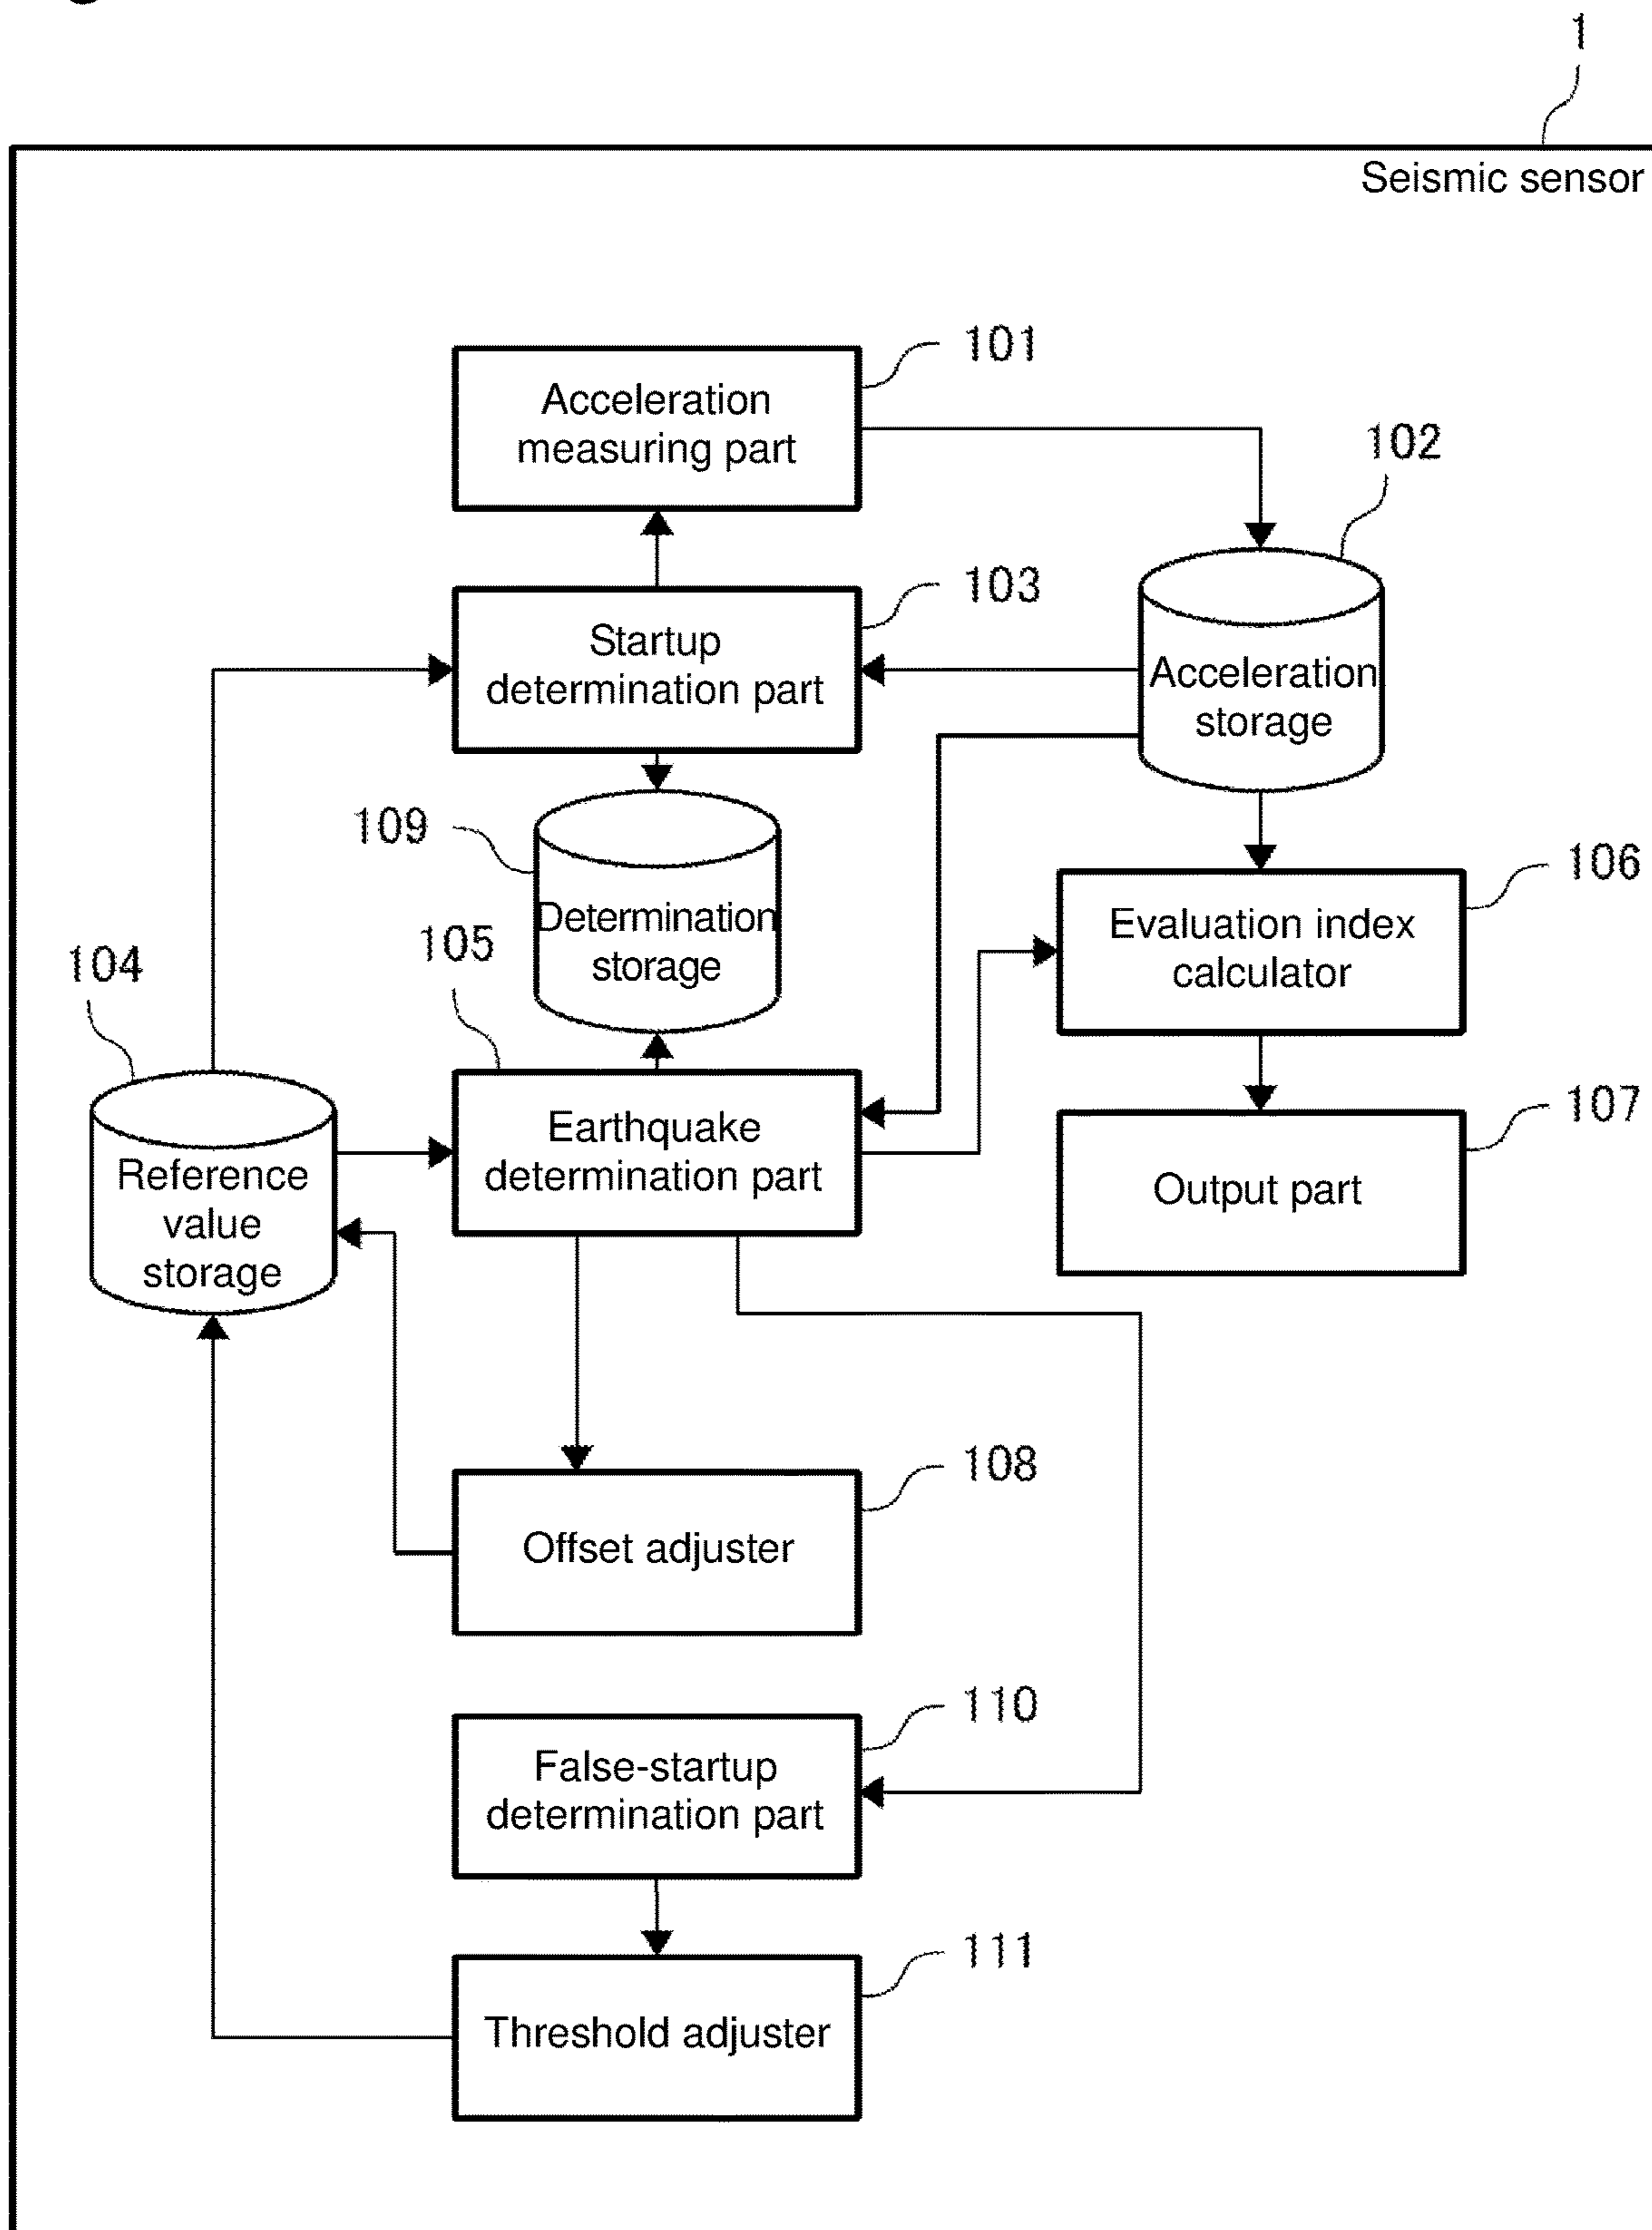 1
Seismic sensor
101
Acceleration
measuring part
102
103
Startup
determination part
Acceleration
storage
109
106
Determination
storage
Evaluation index
calculator
105
104
107
Earthquake
determination part
Reference
value
storage
Output part
108
Offset adjuster
110
False-startup
determination part
111
Threshold adjuster